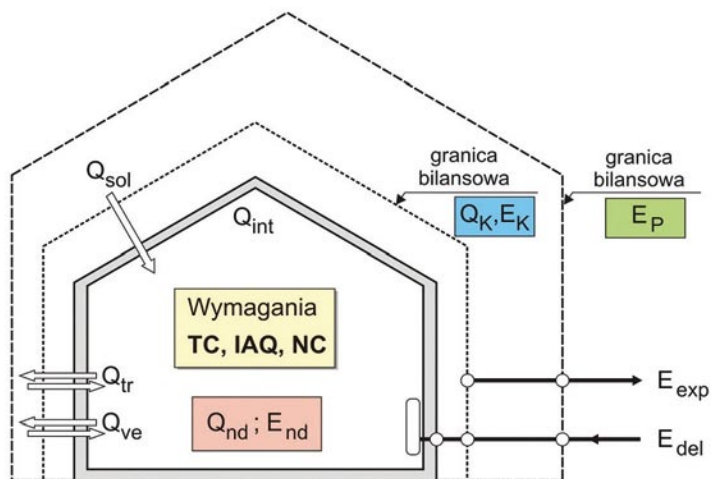 granica
bilansowa
Q_K, E_K
granica
bilansowa
E_P
Q_sol
Q_int
Wymagania
TC, IAQ, NC
Q_tr
Q_ve
Q_nd ; E_nd
E_exp
E_del